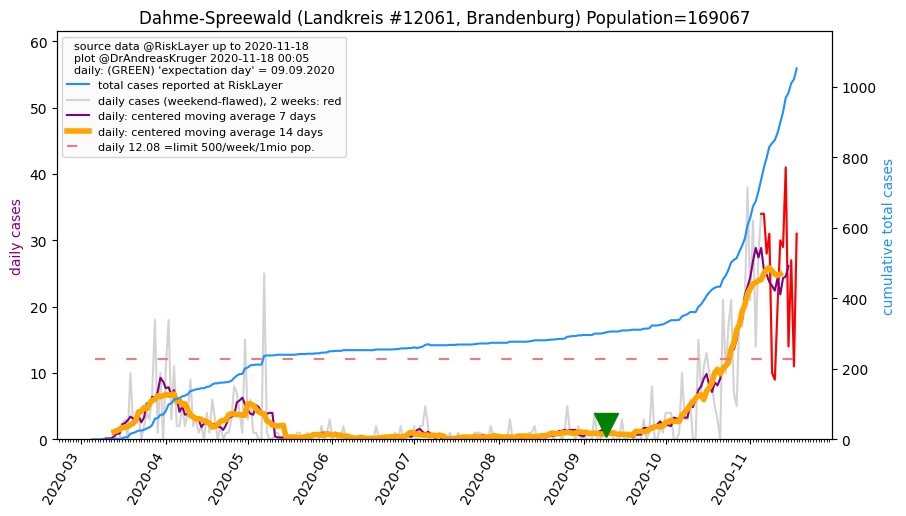 Dahme-Spreewald (Landkreis #12061, Brandenburg) Population=169067
source data @RiskLayer up to 2020-11-18
plot @DrAndreasKruger 2020-11-18 00:05
daily: (GREEN) 'expectation day' = 09.09.2020
total cases reported at RiskLayer
daily cases (weekend-flawed), 2 weeks: red
daily: centered moving average 7 days
daily: centered moving average 14 days
daily 12.08 =limit 500/week/1mio pop.
daily cases
60
50
40
30
20
10
0
cumulative total cases
1000
800
600
400
200
0
2020-03
2020-04
2020-05
2020-06
2020-07
2020-08
2020-09
2020-10
2020-11